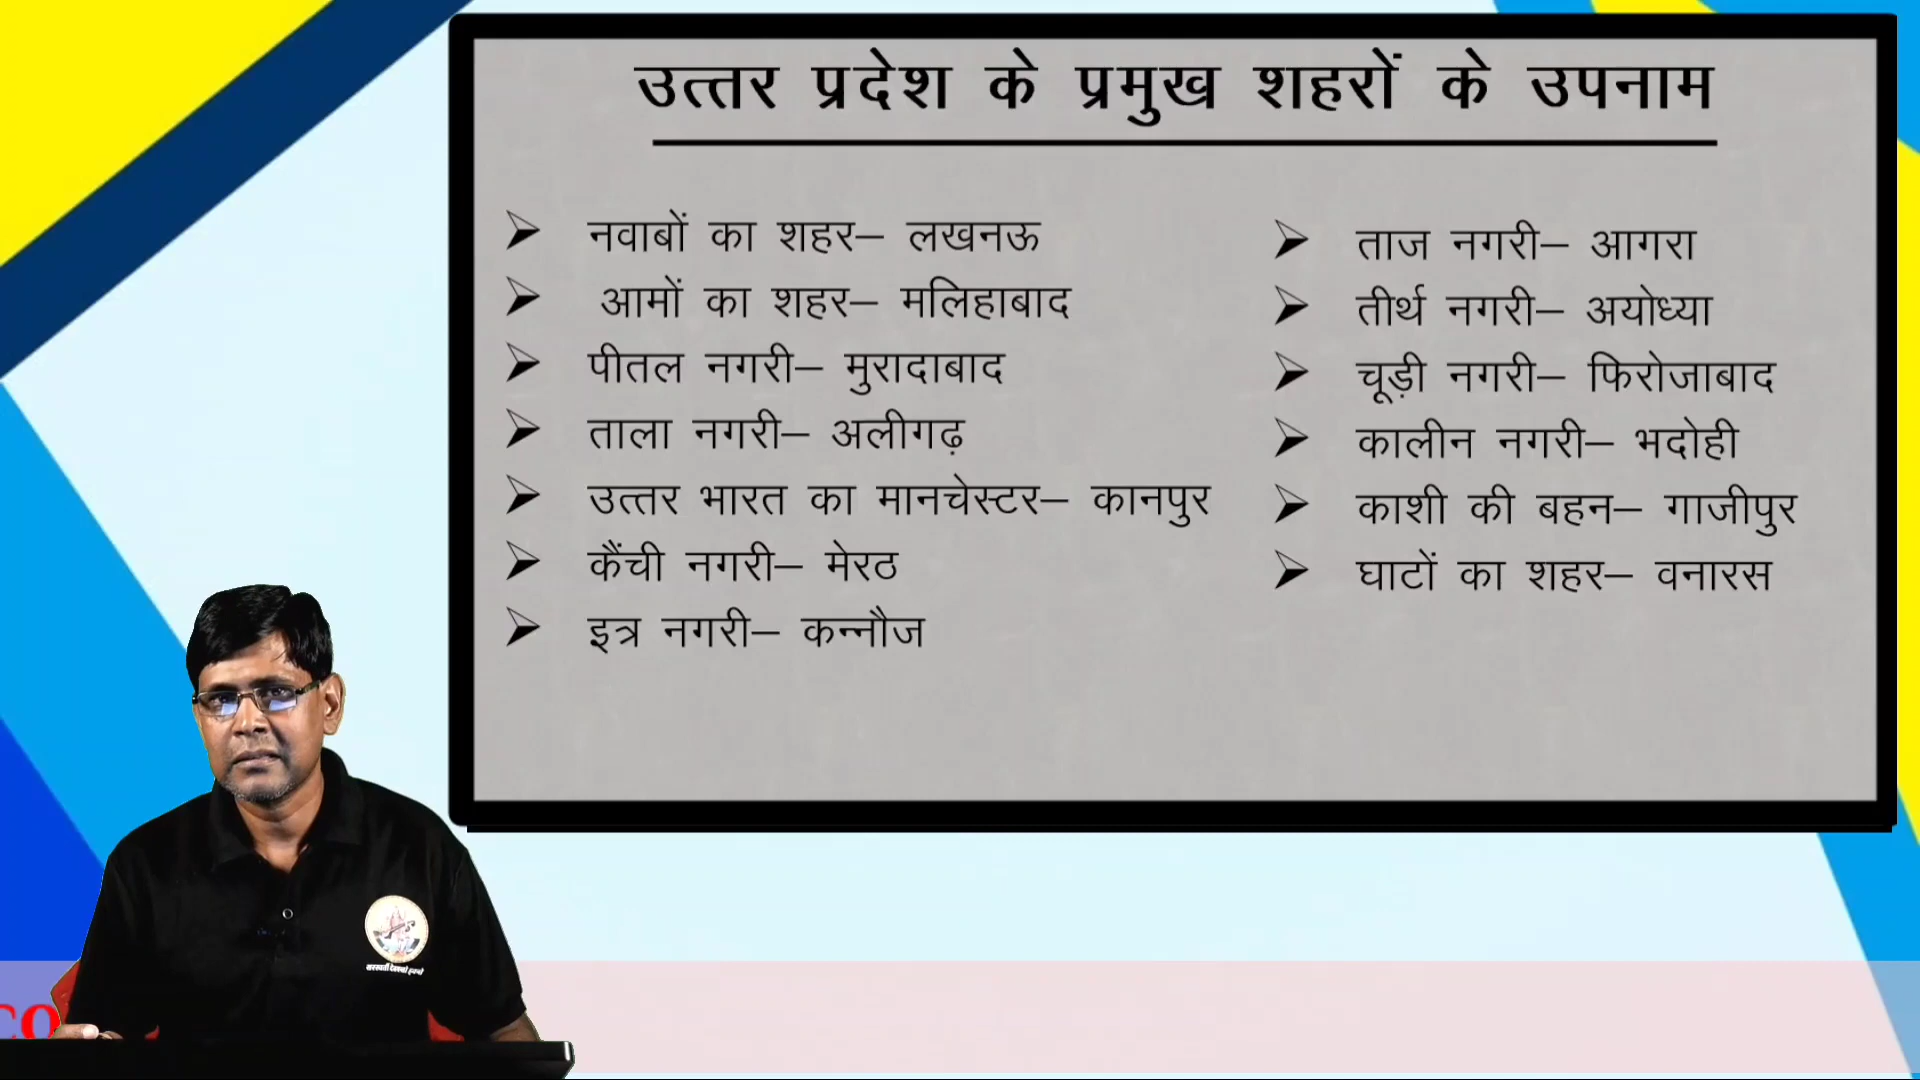 उत्तर प्रदेश के प्रमुख शहरों के उपनाम
➢ नवाबों का शहर– लखनऊ
➢ आमों का शहर– मलिहाबाद
➢ पीतल नगरी– मुरादाबाद
➢ ताला नगरी– अलीगढ़
➢ उत्तर भारत का मानचेस्टर– कानपुर
➢ कैंची नगरी– मेरठ
➢ इत्र नगरी– कन्नौज
➢ ताज नगरी– आगरा
➢ तीर्थ नगरी– अयोध्या
➢ चूड़ी नगरी– फिरोजाबाद
➢ कालीन नगरी– भदोही
➢ काशी की बहन– गाजीपुर
➢ घाटों का शहर– वनारस
CO